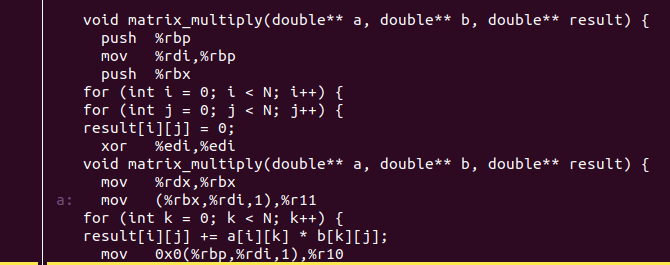 void matrix_multiply(double** a, double** b, double** result) {
push %rbp
mov %rdi,%rbp
push %rbx
for (int i = 0; i < N; i++) {
for (int j = 0; j < N; j++) {
result[i][j] = 0;
xor %edi,%edi
void matrix_multiply(double** a, double** b, double** result) {
mov %rdx,%rbx
a: mov (%rbx,%rdi,1),%r11
for (int k = 0; k < N; k++) {
result[i][j] += a[i][k] * b[k][j];
mov 0x0(%rbp,%rdi,1),%r10